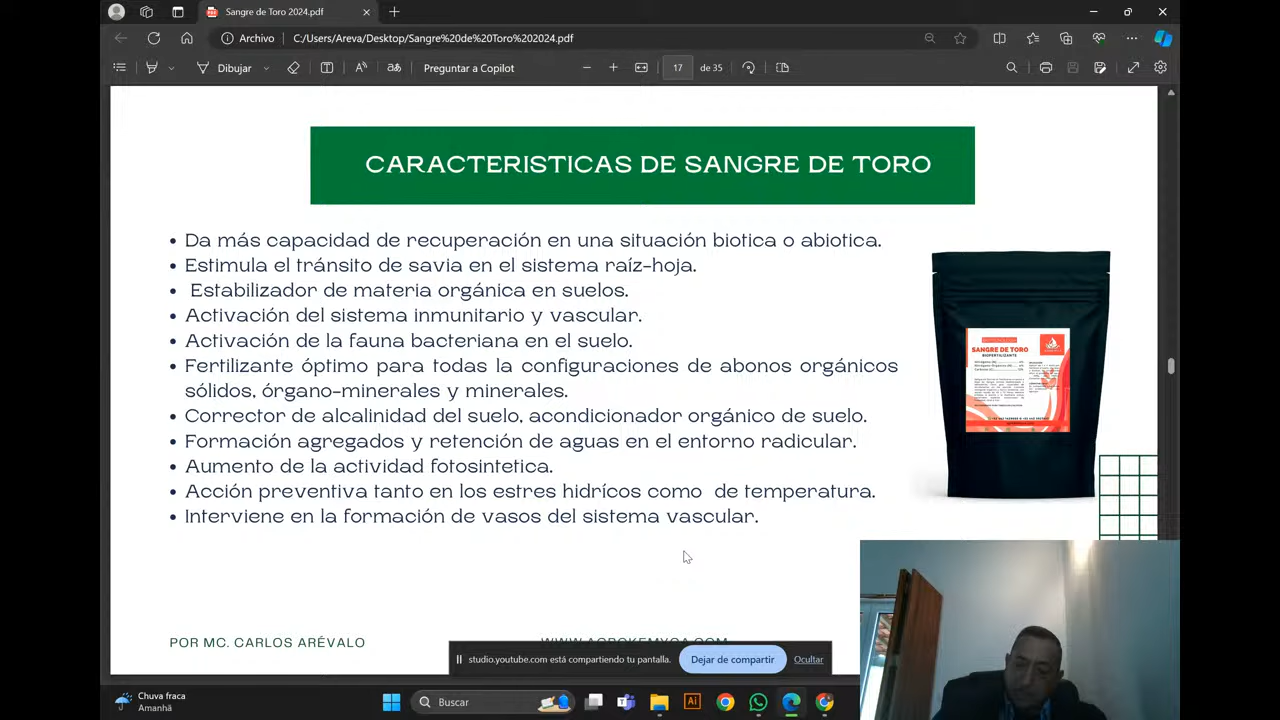 Sangre de Toro 2024.pdf
Archivo C:/Users/Areva/Desktop/Sangre%20de%20Toro%202024.pdf
Dibujar Preguntar a Copilot 17 de 35
CARACTERISTICAS DE SANGRE DE TORO
• Da más capacidad de recuperación en una situación biotica o abiotica.
• Estimula el tránsito de savia en el sistema raíz-hoja.
• Estabilizador de materia orgánica en suelos.
• Activación del sistema inmunitario y vascular.
• Activación de la fauna bacteriana en el suelo.
• Fertilizante optimo para todas la configuraciones de abonos orgánicos
sólidos, órgano-minerales y minerales.
• Corrector de alcalinidad del suelo, acondicionador orgánico de suelo.
• Formación agregados y retención de aguas en el entorno radicular.
• Aumento de la actividad fotosintetica.
• Acción preventiva tanto en los estres hidrícos como de temperatura.
• Interviene en la formación de vasos del sistema vascular.
SANGRE DE TORO
BIOFERTILIZANTE
POR MC. CARLOS ARÉVALO
WWW.AGROKEMYCA.COM
studio.youtube.com está compartiendo tu pantalla. Dejar de compartir Ocultar
Chuva fraca
Amanhã
Buscar